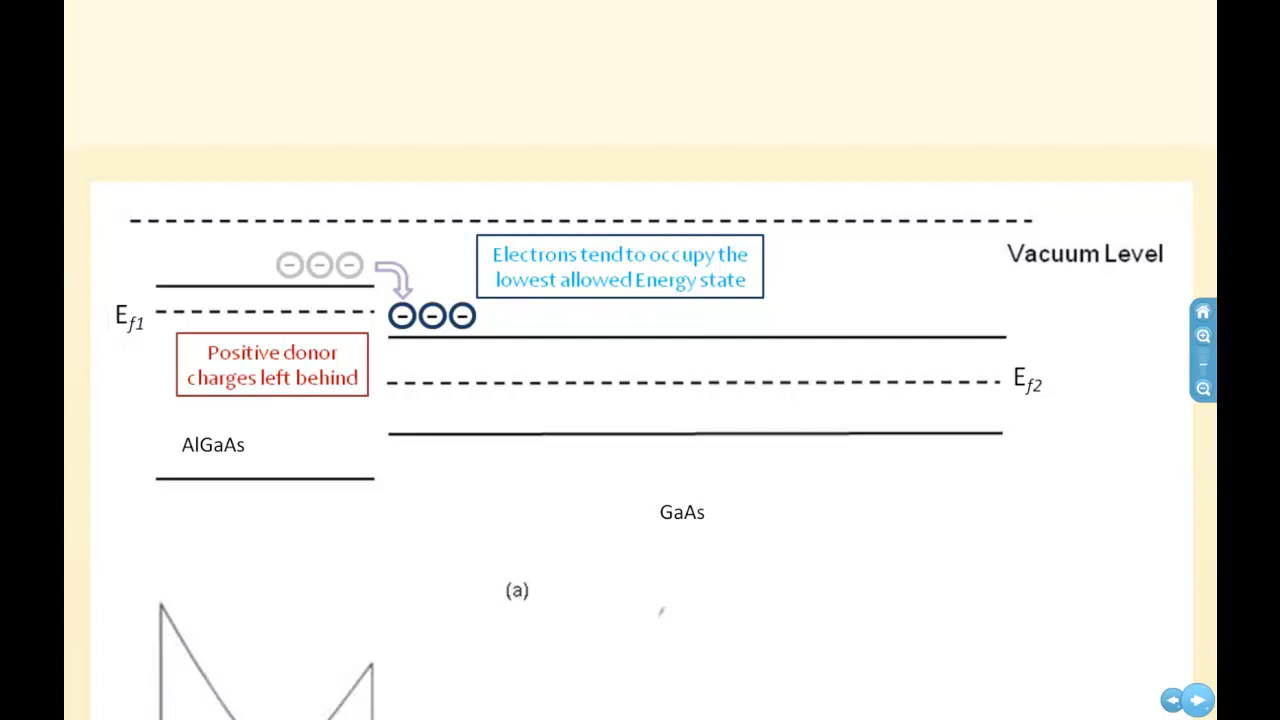 Vacuum Level
Electrons tend to occupy the
lowest allowed Energy state
Ef1
Positive donor
charges left behind
Ef2
AlGaAs
GaAs
(a)